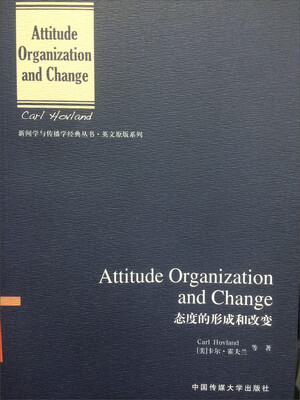 Attitude
Organization
and Change
Carl Hovland
新闻学与传播学经典丛书·英文原版系列
Attitude Organization
and Change
态度的形成和改变
Carl Hovland
[美]卡尔·霍夫兰 等 著
中国传媒大学出版社